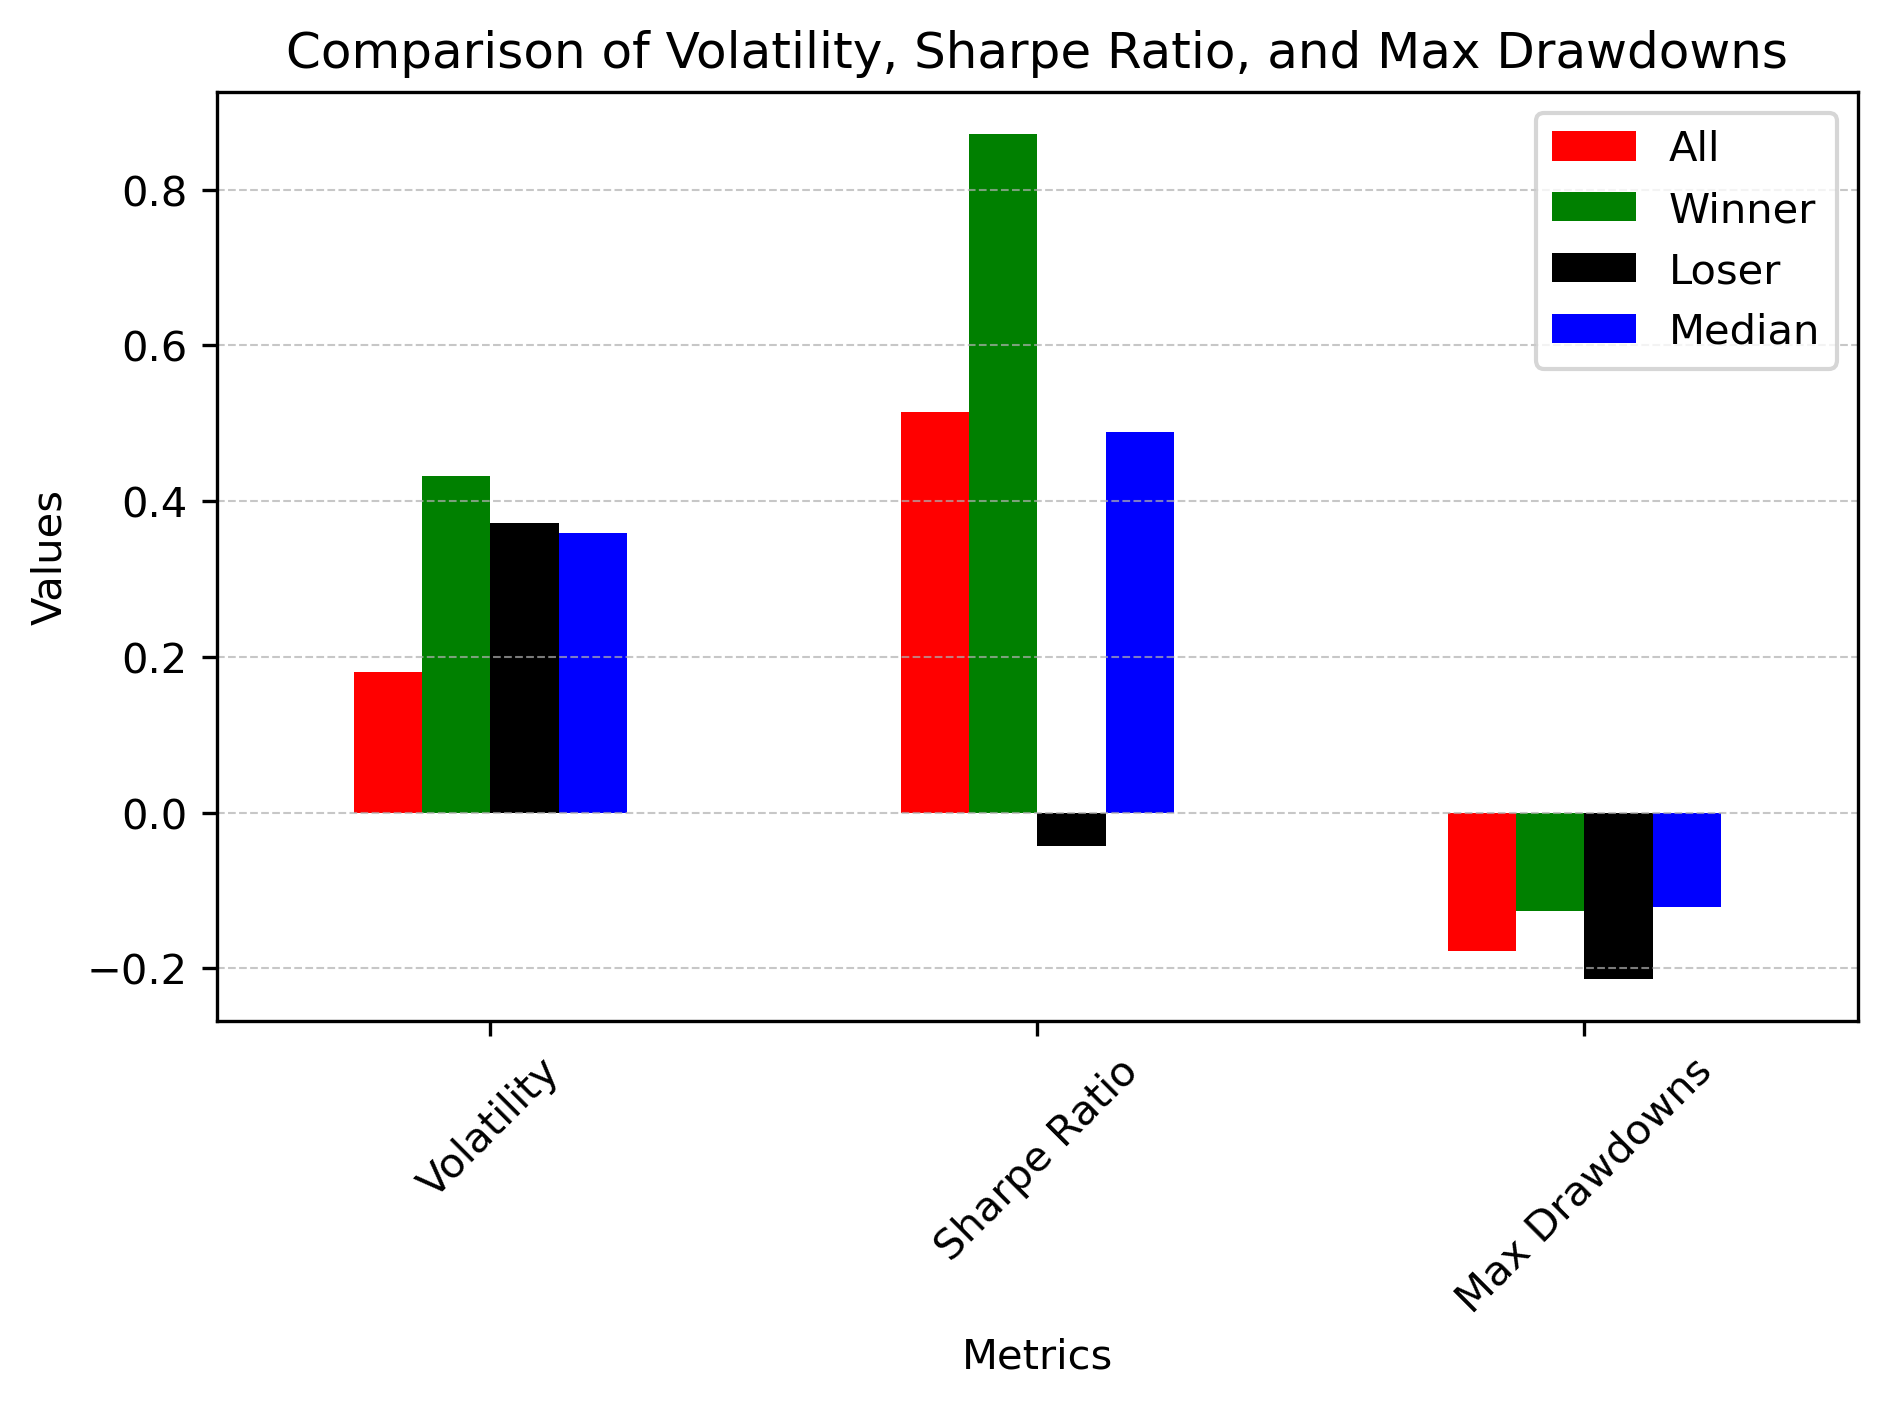 Comparison of Volatility, Sharpe Ratio, and Max Drawdowns
All
Winner
Loser
Median
Values
0.8
0.6
0.4
0.2
0.0
−0.2
Volatility
Sharpe Ratio
Max Drawdowns
Metrics